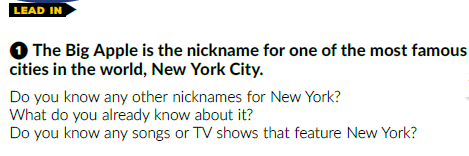 LEAD IN
1 The Big Apple is the nickname for one of the most famous
cities in the world, New York City.
Do you know any other nicknames for New York?
What do you already know about it?
Do you know any songs or TV shows that feature New York?